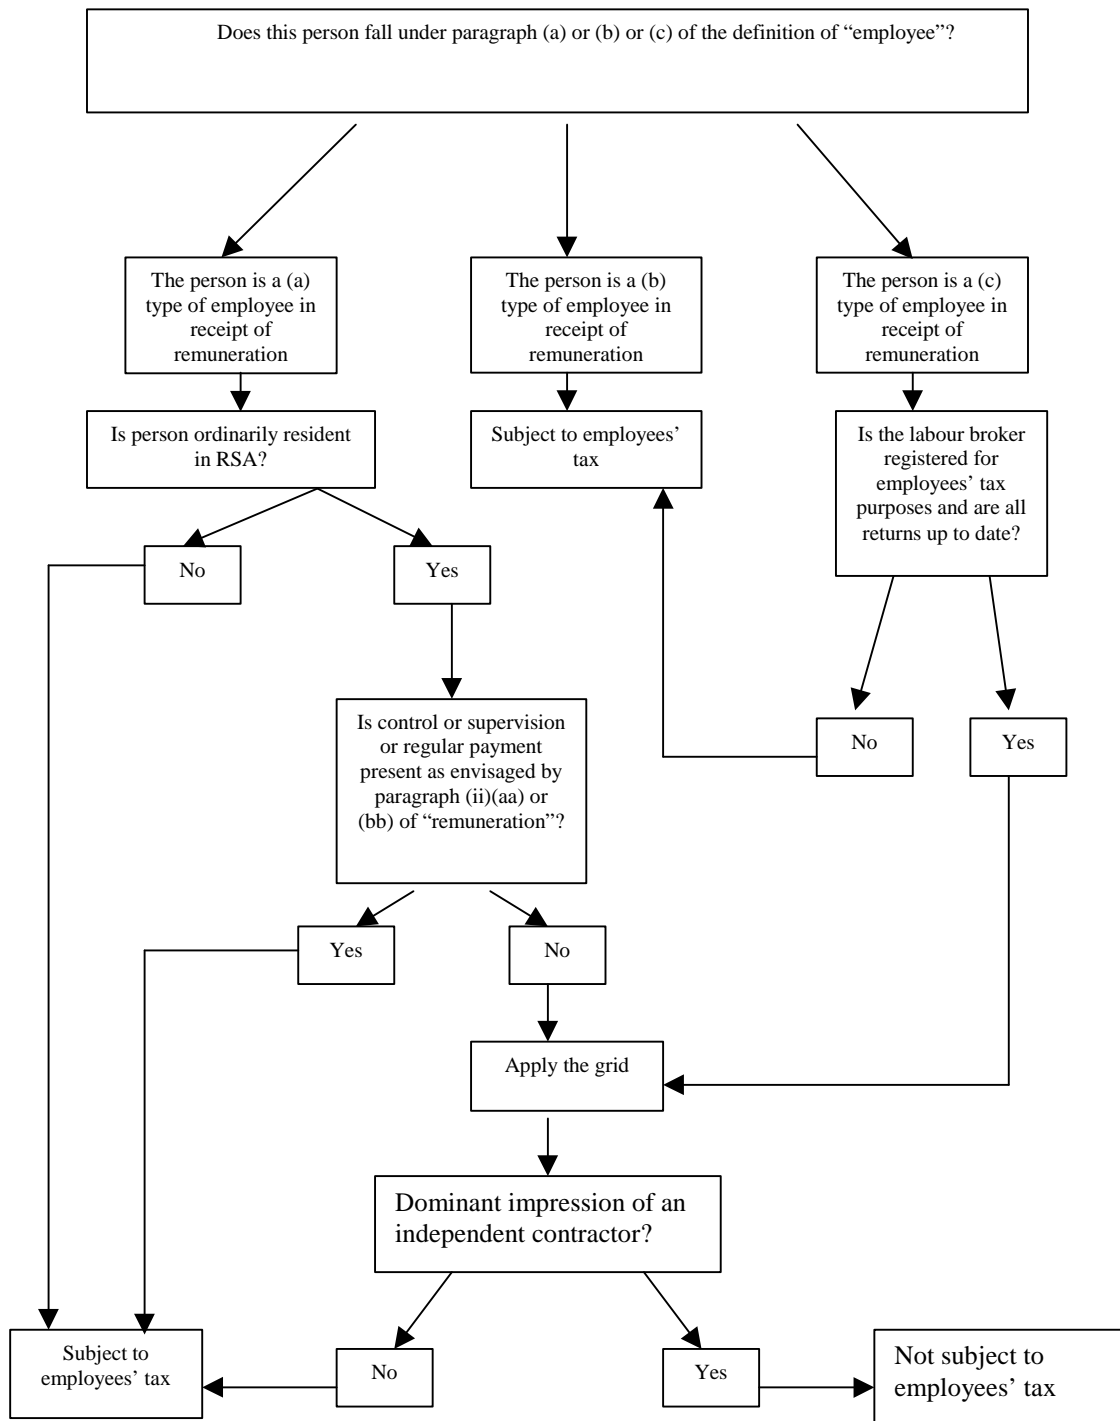 Does this person fall under paragraph (a) or (b) or (c) of the definition of “employee”?
The person is a (a)
type of employee in
receipt of
remuneration
The person is a (b)
type of employee in
receipt of
remuneration
The person is a (c)
type of employee in
receipt of
remuneration
Is person ordinarily resident
in RSA?
Subject to employees’
tax
Is the labour broker
registered for
employees’ tax
purposes and are all
returns up to date?
No
Yes
Is control or supervision
or regular payment
present as envisaged by
paragraph (ii)(aa) or
(bb) of “remuneration”?
No
Yes
Yes
No
Apply the grid
Dominant impression of an
independent contractor?
Subject to
employees’ tax
No
Yes
Not subject to
employees’ tax